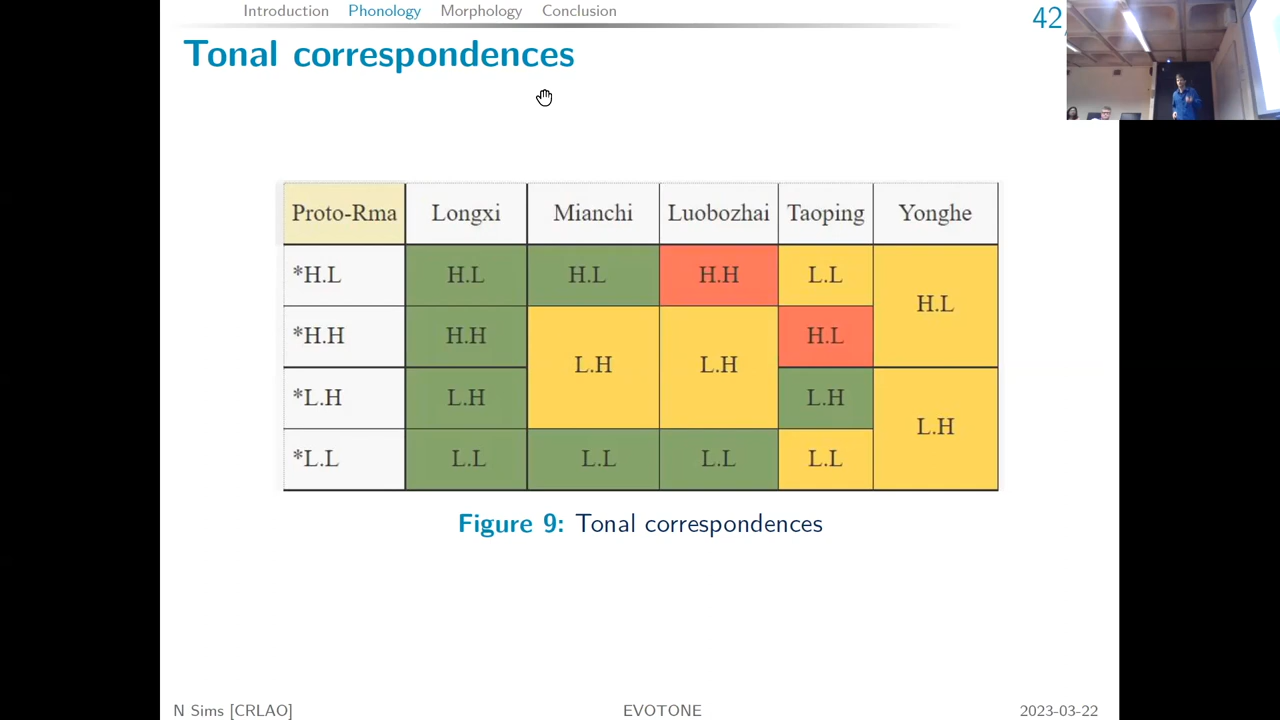 Introduction Phonology Morphology Conclusion
42
Tonal correspondences
Proto-Rma Longxi Mianchi Luobozhai Taoping Yonghe
*H.L H.L H.L H.H L.L H.L
*H.H H.H L.H L.H H.L
*L.H L.H L.H L.H
*L.L L.L L.L L.L L.L
Figure 9: Tonal correspondences
N Sims [CRLAO] EVOTONE 2023-03-22